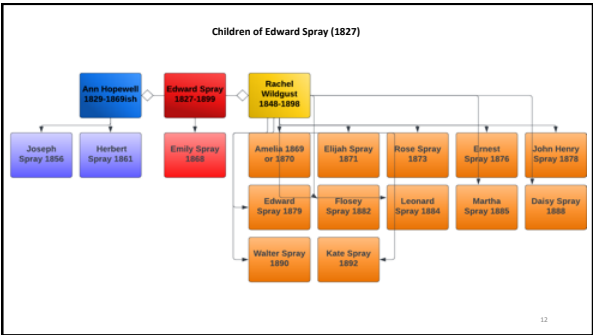 Children of Edward Spray (1827)
Ann Hopewell
1829-1869ish
Edward Spray
1827-1899
Rachel
Wildgust
1848-1898
Joseph
Spray 1856
Herbert
Spray 1861
Emily Spray
1868
Amelia 1869
or 1870
Elijah Spray
1871
Rose Spray
1873
Ernest
Spray 1876
John Henry
Spray 1878
Edward
Spray 1879
Flosey
Spray 1882
Leonard
Spray 1884
Martha
Spray 1885
Daisy Spray
1888
Walter Spray
1890
Kate Spray
1892
12